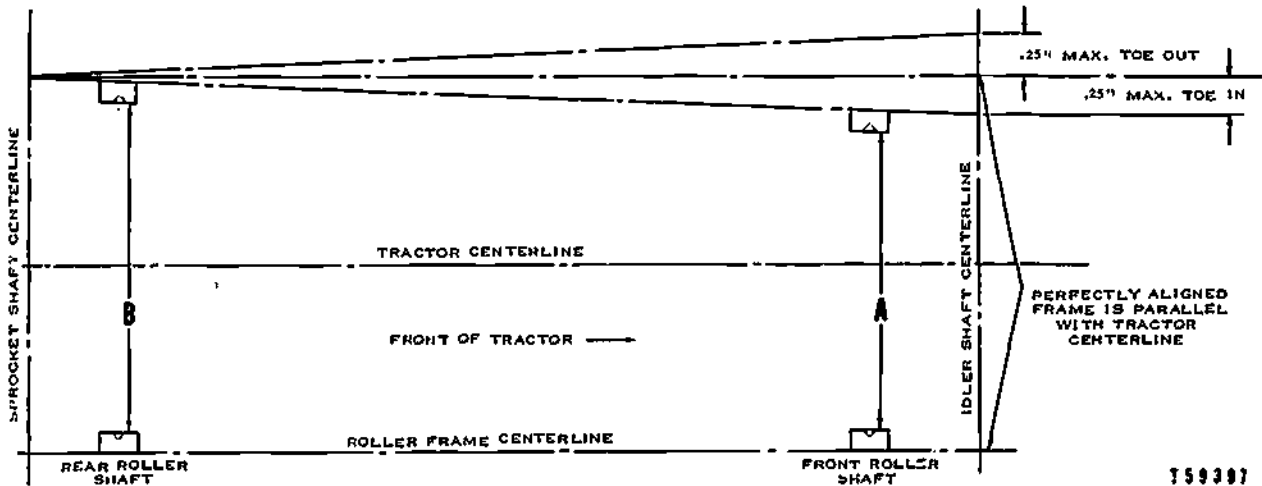 .25" MAX. TOE OUT
.25" MAX. TOE IN
SPROCKET SHAFT CENTERLINE
TRACTOR CENTERLINE
IDLER SHAFT CENTERLINE
B
A
PERFECTLY ALIGNED
FRAME IS PARALLEL
WITH TRACTOR
CENTERLINE
FRONT OF TRACTOR
ROLLER FRAME CENTERLINE
REAR ROLLER
SHAFT
FRONT ROLLER
SHAFT
T59397